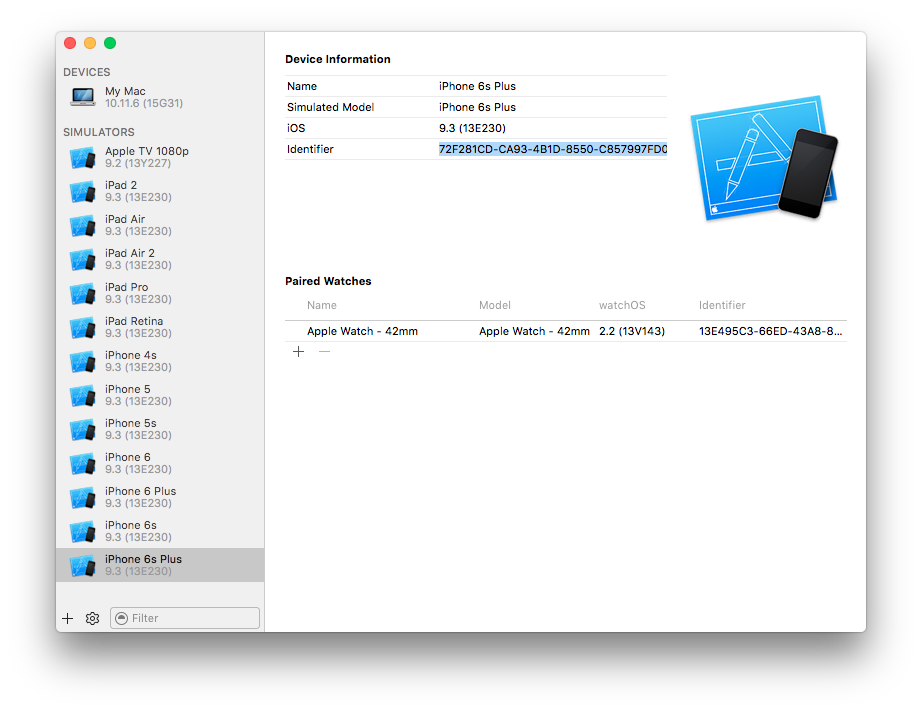 DEVICES
My Mac
10.11.6 (15G31)
SIMULATORS
Apple TV 1080p
9.2 (13Y227)
iPad 2
9.3 (13E230)
iPad Air
9.3 (13E230)
iPad Air 2
9.3 (13E230)
iPad Pro
9.3 (13E230)
iPad Retina
9.3 (13E230)
iPhone 4s
9.3 (13E230)
iPhone 5
9.3 (13E230)
iPhone 5s
9.3 (13E230)
iPhone 6
9.3 (13E230)
iPhone 6 Plus
9.3 (13E230)
iPhone 6s
9.3 (13E230)
iPhone 6s Plus
9.3 (13E230)
Filter
Device Information
Name iPhone 6s Plus
Simulated Model iPhone 6s Plus
iOS 9.3 (13E230)
Identifier 72F281CD-CA93-4B1D-8550-C857997FD0
Paired Watches
Name Model watchOS Identifier
Apple Watch - 42mm Apple Watch - 42mm 2.2 (13V143) 13E495C3-66ED-43A8-8...